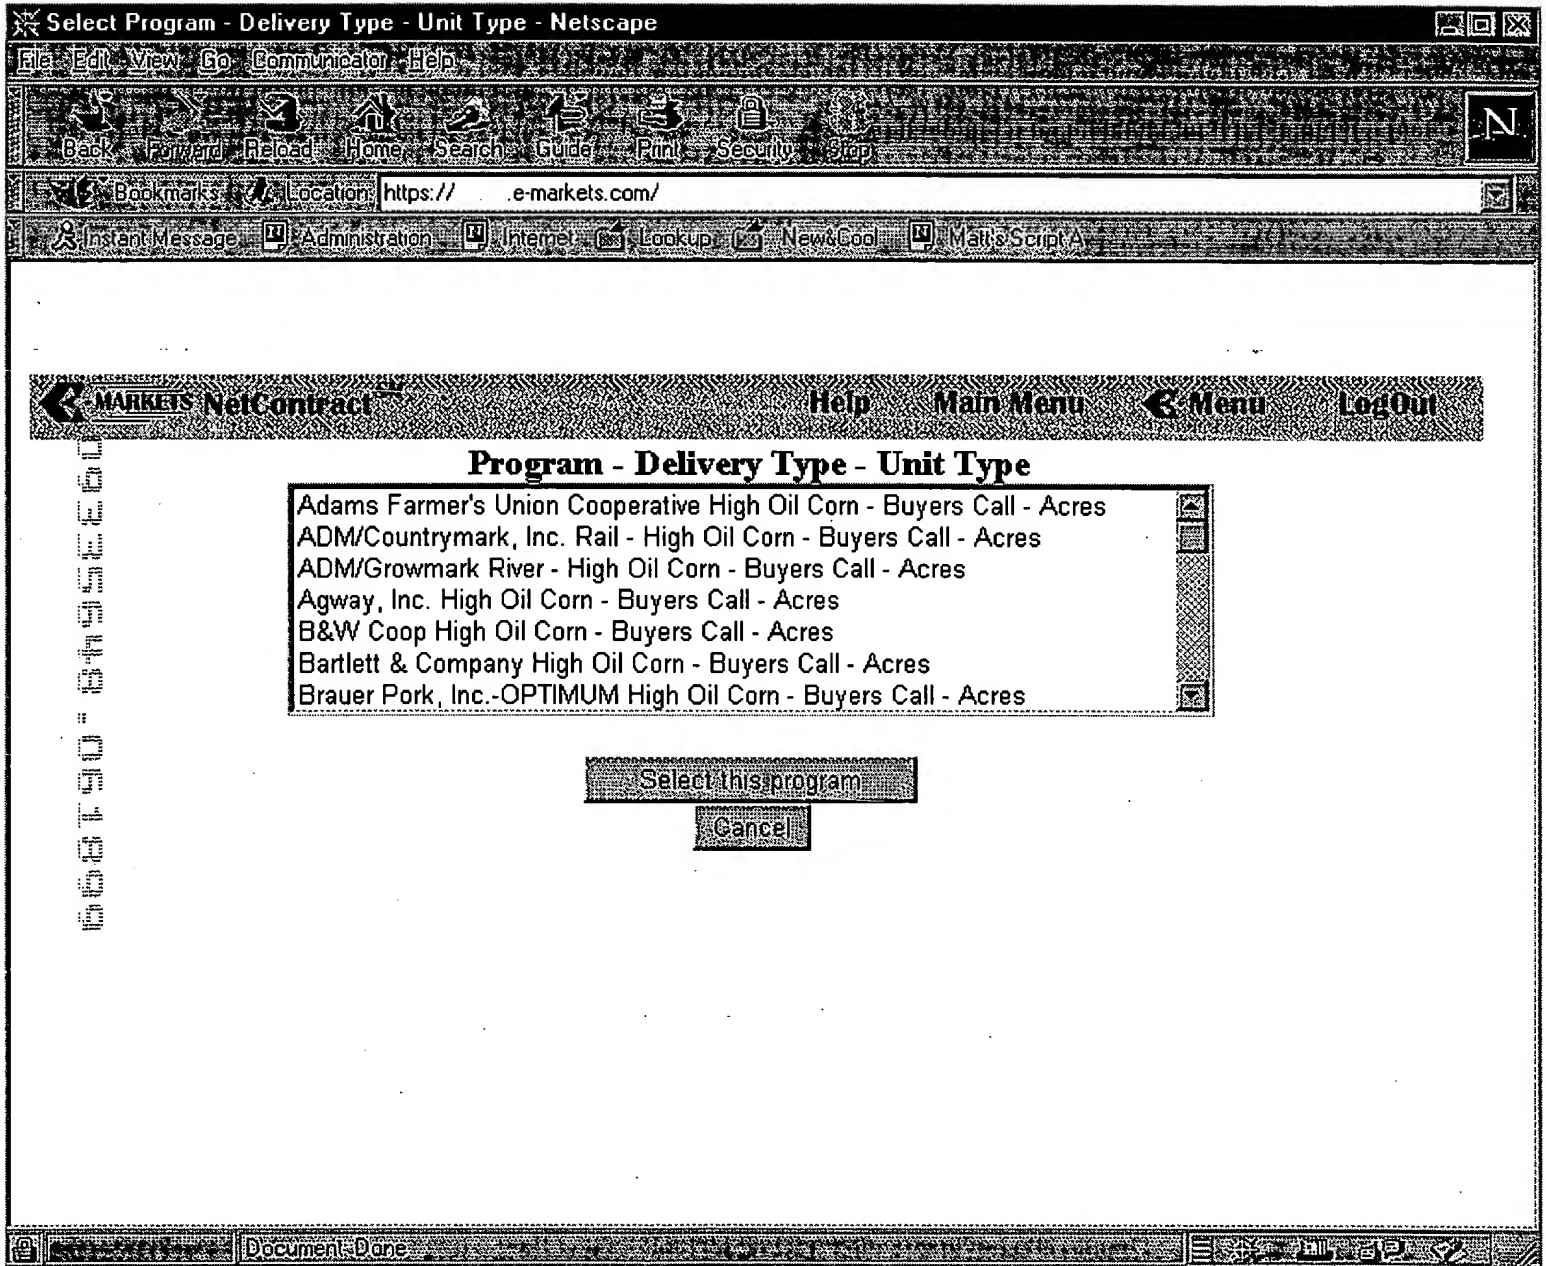 Select Program - Delivery Type - Unit Type - Netscape
File Edit View Go Communicator Help
Back Forward Reload Home Search Guide Print Security Stop
N
Bookmarks Location: https:// .e-markets.com/
Instant Message Administration Internet Lookup New&Cool Matt's Script A
-MARKETS NetContract Help Main Menu -Menu LogOut
Program - Delivery Type - Unit Type
Adams Farmer's Union Cooperative High Oil Corn - Buyers Call - Acres
ADM/Countrymark, Inc. Rail - High Oil Corn - Buyers Call - Acres
ADM/Growmark River - High Oil Corn - Buyers Call - Acres
Agway, Inc. High Oil Corn - Buyers Call - Acres
B&W Coop High Oil Corn - Buyers Call - Acres
Bartlett & Company High Oil Corn - Buyers Call - Acres
Brauer Pork, Inc.-OPTIMUM High Oil Corn - Buyers Call - Acres
Select this program
Cancel
Document: Done